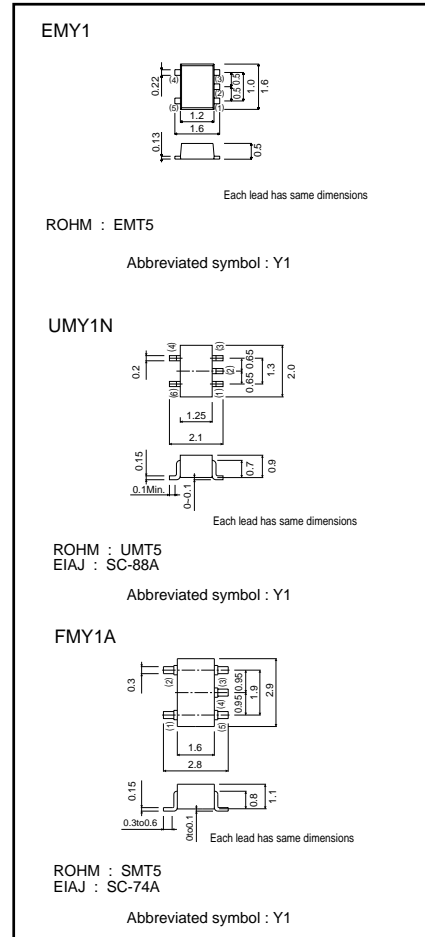 EMY1
0.22
(4)
(3)
(2)
(5)
(1)
0.5 0.5
1.0
1.6
1.2
1.6
0.13
0.5
Each lead has same dimensions
ROHM : EMT5
Abbreviated symbol : Y1
UMY1N
0.2
(4)
(3)
(2)
(6)
(1)
0.65 0.65
1.3
2.0
1.25
2.1
0.15
0.1Min.
0~0.1
0.7
0.9
Each lead has same dimensions
ROHM : UMT5
EIAJ : SC-88A
Abbreviated symbol : Y1
FMY1A
0.3
(2)
(3)
(4)
(1)
(5)
0.95 0.95
1.9
2.9
1.6
2.8
0.15
0.3to0.6
0to0.1
0.8
1.1
Each lead has same dimensions
ROHM : SMT5
EIAJ : SC-74A
Abbreviated symbol : Y1